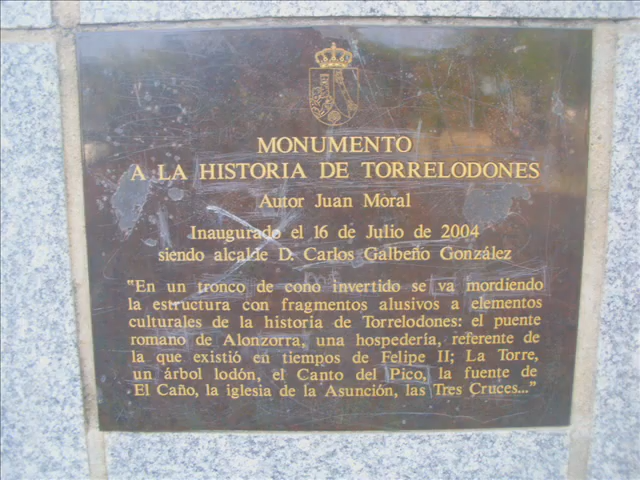 MONUMENTO
A LA HISTORIA DE TORRELODONES
Autor Juan Moral
Inaugurado el 16 de Julio de 2004
siendo alcalde D. Carlos Galbeño González
"En un tronco de cono invertido se va mordiendo
la estructura con fragmentos alusivos a elementos
culturales de la historia de Torrelodones: el puente
romano de Alonzorra, una hospedería, referente de
la que existió en tiempos de Felipe II; La Torre,
un árbol lodón, el Canto del Pico, la fuente de
El Caño, la iglesia de la Asunción, las Tres Cruces..."